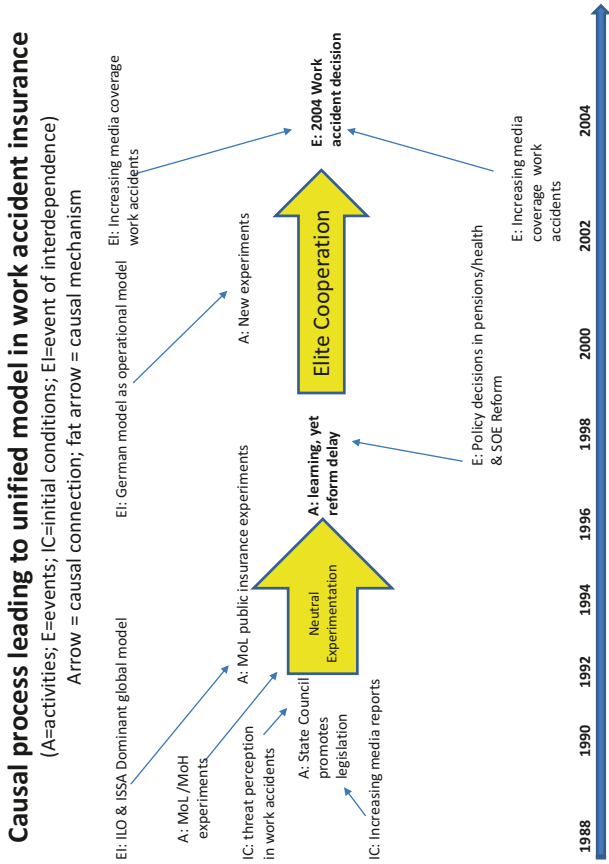 Causal process leading to unified model in work accident insurance
(A=activities; E=events; IC=initial conditions; EI=event of interdependence)
Arrow = causal connection; fat arrow = causal mechanism
EI: ILO & ISSA Dominant global model
A: MoL /MoH
experiments
IC: threat perception
in work accidents
A: State Council
promotes
legislation
IC: Increasing media reports
A: MoL public insurance experiments
Neutral
Experimentation
EI: German model as operational model
A: learning, yet
reform delay
E: Policy decisions in pensions/health
& SOE Reform
A: New experiments
Elite Cooperation
EI: Increasing media coverage
work accidents
E: 2004 Work
accident decision
E: Increasing media
coverage work
accidents
1988
1990
1992
1994
1996
1998
2000
2002
2004